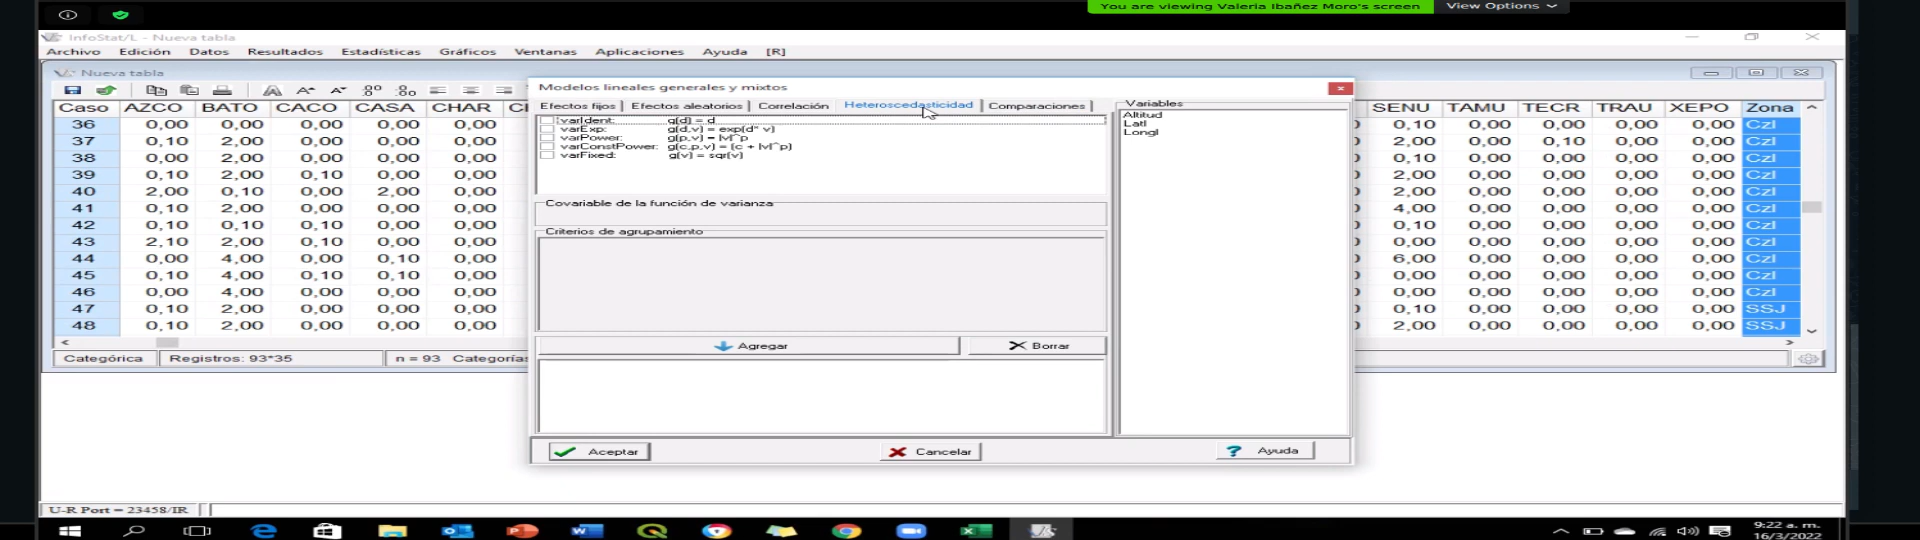 You are viewing Valeria Ibañez Moro's screen View Options
InfoStat/L - Nueva tabla
Archivo Edición Datos Resultados Estadísticas Gráficos Ventanas Aplicaciones Ayuda [R]
Nueva tabla
Modelos lineales generales y mixtos
Efectos fijos Efectos aleatorios Correlación Heteroscedasticidad Comparaciones
Variables
Altitud
Latl
Longl
varIdent: g(d) = d
varExp: g(d,v) = exp(d* v)
varPower: g(p,v) = |v|^p
varConstPower: g(c,p,v) = (c + |v|^p)
varFixed: g(v) = sqr(v)
Covariable de la función de varianza
Criterios de agrupamiento
Agregar Borrar
Aceptar Cancelar Ayuda
Caso AZCO BATO CACO CASA CHAR SENU TAMU TECR TRAU XEPO Zona
36 0,00 0,00 0,00 0,00 0,00 0,10 0,00 0,00 0,00 0,00 Czl
37 0,10 2,00 0,00 0,00 0,00 2,00 0,00 0,10 0,00 0,00 Czl
38 0,00 2,00 0,00 0,00 0,00 0,10 0,00 0,00 0,00 0,00 Czl
39 0,10 2,00 0,10 0,00 0,00 2,00 0,00 0,00 0,00 0,00 Czl
40 2,00 0,10 0,00 2,00 0,00 2,00 0,00 0,00 0,00 0,00 Czl
41 0,10 2,00 0,00 0,00 0,00 4,00 0,00 0,00 0,00 0,00 Czl
42 0,10 0,10 0,10 0,00 0,00 0,10 0,00 0,00 0,00 0,00 Czl
43 2,10 2,00 0,10 0,00 0,00 0,00 0,00 0,00 0,00 0,00 Czl
44 0,00 4,00 0,00 0,10 0,00 6,00 0,00 0,00 0,00 0,00 Czl
45 0,10 4,00 0,10 0,10 0,00 0,00 0,00 0,00 0,00 0,00 Czl
46 0,00 4,00 0,00 0,00 0,00 0,00 0,00 0,00 0,00 0,00 Czl
47 0,10 2,00 0,00 0,00 0,00 0,10 0,00 0,00 0,00 0,00 SSJ
48 0,10 2,00 0,00 0,00 0,00 2,00 0,00 0,00 0,00 0,00 SSJ
Categórica Registros: 93*35 n = 93 Categorías
U-R Port = 23458/IR
9:22 a. m.
16/3/2022